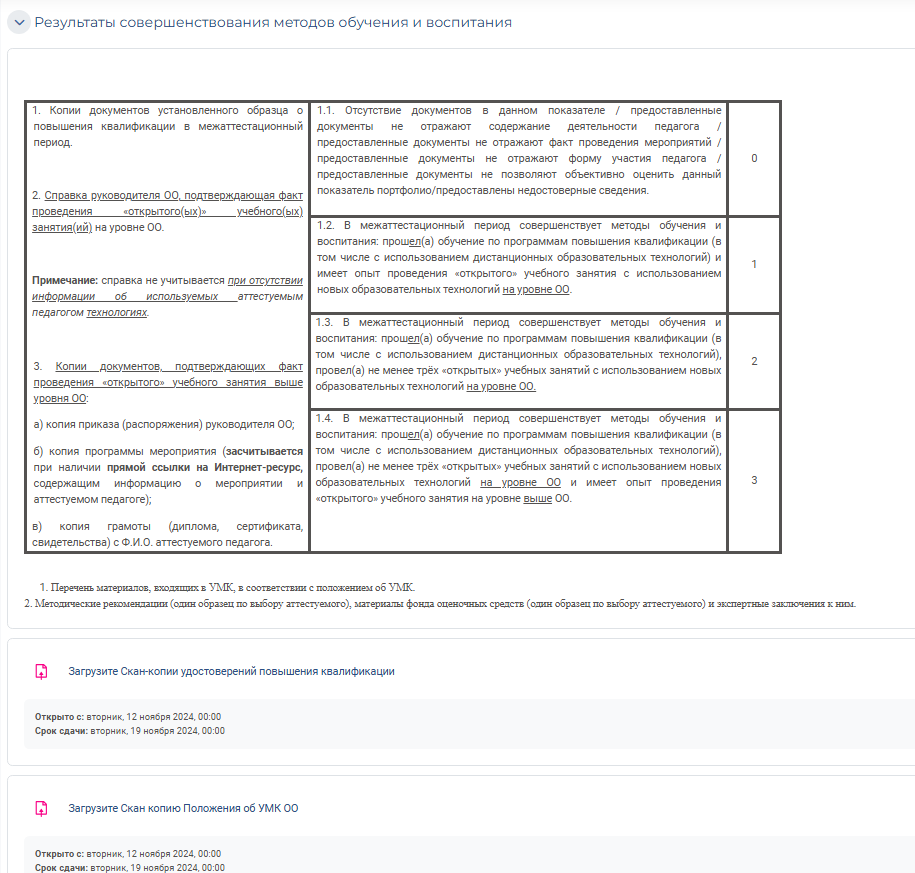 Результаты совершенствования методов обучения и воспитания
1. Копии документов установленного образца о
повышения квалификации в межаттестационный
период.
2. Справка руководителя ОО, подтверждающая факт
проведения «открытого(ых)» учебного(ых)
занятия(ий) на уровне ОО.
Примечание: справка не учитывается при отсутствии
информации об используемых аттестуемым
педагогом технологиях.
3. Копии документов, подтверждающих факт
проведения «открытого» учебного занятия выше
уровня ОО:
а) копия приказа (распоряжения) руководителя ОО;
б) копия программы мероприятия (засчитывается
при наличии прямой ссылки на Интернет-ресурс,
содержащим информацию о мероприятии и
аттестуемом педагоге);
в) копия грамоты (диплома, сертификата,
свидетельства) с Ф.И.О. аттестуемого педагога.
1.1. Отсутствие документов в данном показателе / предоставленные
документы не отражают содержание деятельности педагога /
предоставленные документы не отражают факт проведения мероприятий /
предоставленные документы не отражают форму участия педагога /
предоставленные документы не позволяют объективно оценить данный
показатель портфолио/предоставлены недостоверные сведения.
0
1.2. В межаттестационный период совершенствует методы обучения и
воспитания: прошел(а) обучение по программам повышения квалификации (в
том числе с использованием дистанционных образовательных технологий) и
имеет опыт проведения «открытого» учебного занятия с использованием
новых образовательных технологий на уровне ОО.
1
1.3. В межаттестационный период совершенствует методы обучения и
воспитания: прошел(а) обучение по программам повышения квалификации (в
том числе с использованием дистанционных образовательных технологий),
провел(а) не менее трёх «открытых» учебных занятий с использованием новых
образовательных технологий на уровне ОО.
2
1.4. В межаттестационный период совершенствует методы обучения и
воспитания: прошел(а) обучение по программам повышения квалификации (в
том числе с использованием дистанционных образовательных технологий),
провел(а) не менее трёх «открытых» учебных занятий с использованием новых
образовательных технологий на уровне ОО и имеет опыт проведения
«открытого» учебного занятия на уровне выше ОО.
3
1. Перечень материалов, входящих в УМК, в соответствии с положением об УМК.
2. Методические рекомендации (один образец по выбору аттестуемого), материалы фонда оценочных средств (один образец по выбору аттестуемого) и экспертные заключения к ним.
Загрузите Скан-копии удостоверений повышения квалификации
Открыто с: вторник, 12 ноября 2024, 00:00
Срок сдачи: вторник, 19 ноября 2024, 00:00
Загрузите Скан копию Положения об УМК ОО
Открыто с: вторник, 12 ноября 2024, 00:00
Срок сдачи: вторник, 19 ноября 2024, 00:00